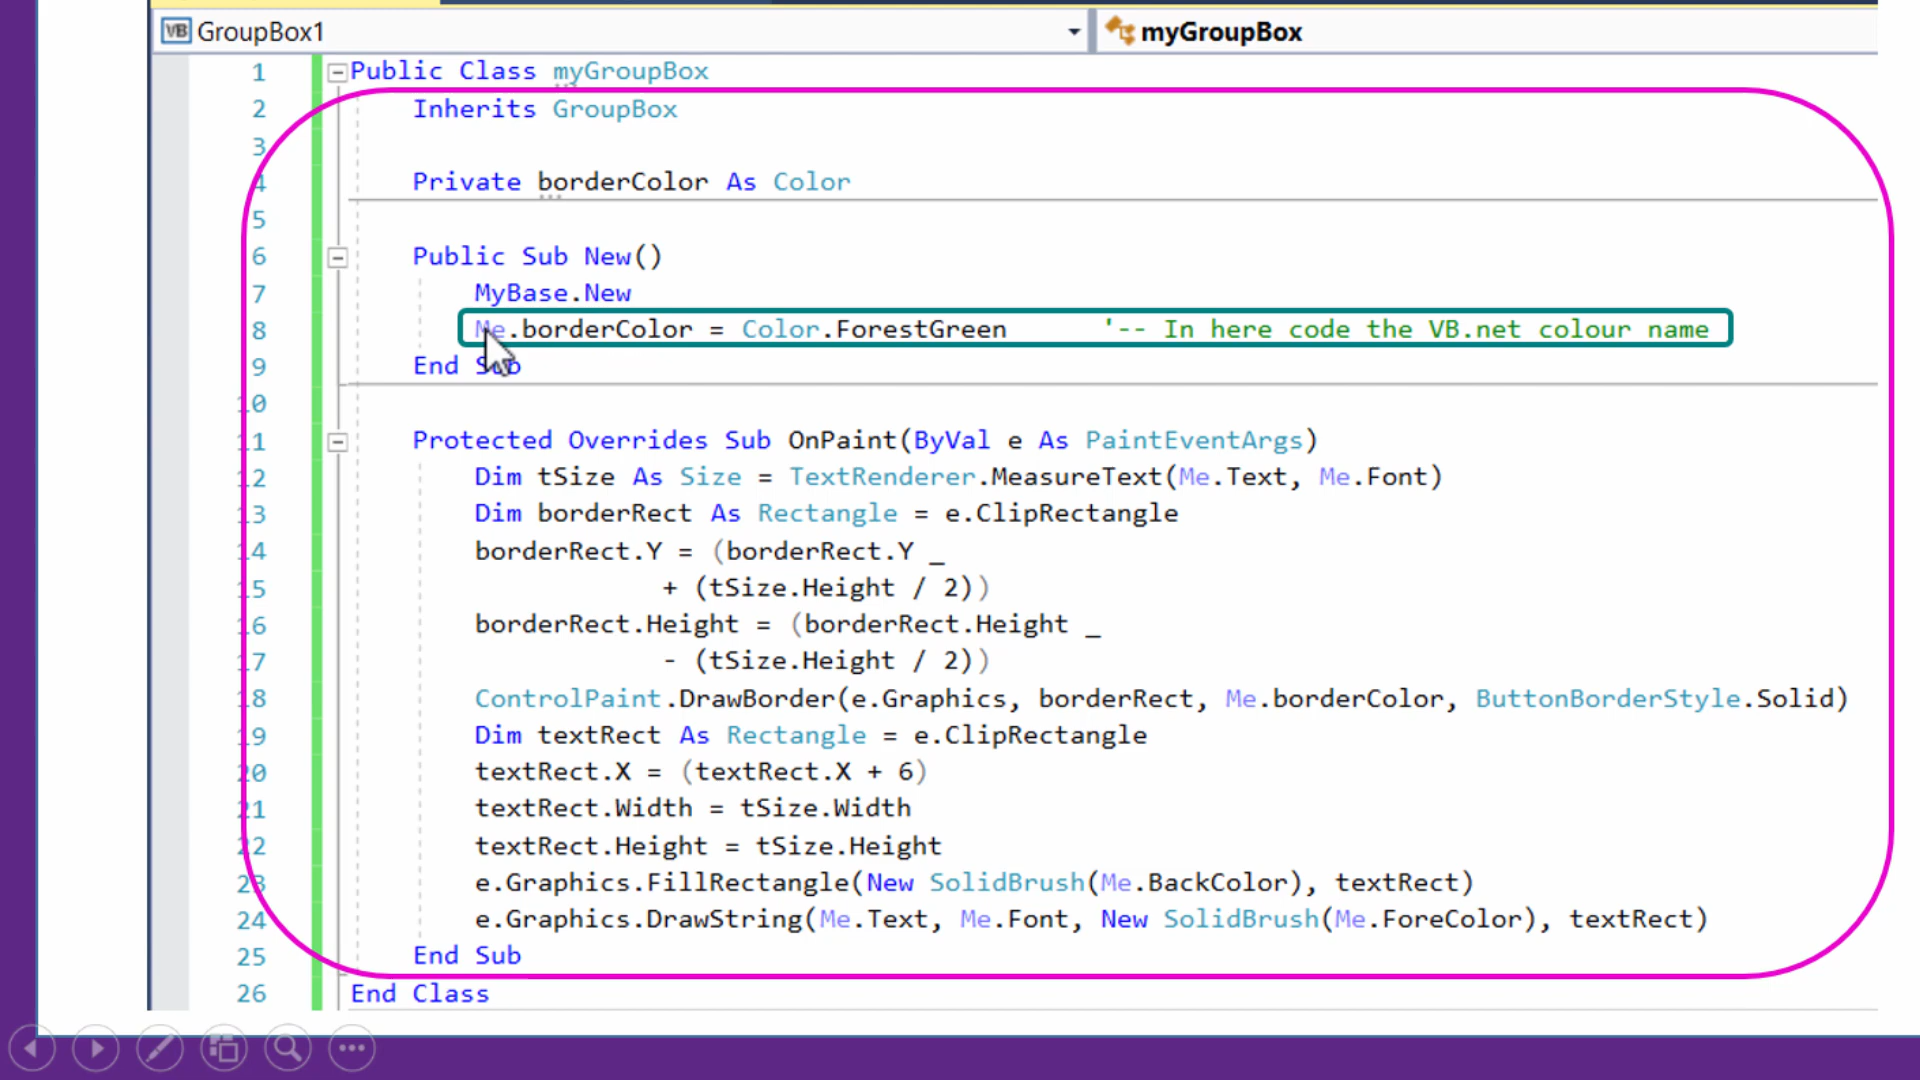 GroupBox1
myGroupBox
1 Public Class myGroupBox
2 Inherits GroupBox
3
4 Private borderColor As Color
5
6 Public Sub New()
7 MyBase.New
8 Me.borderColor = Color.ForestGreen '-- In here code the VB.net colour name
9 End Sub
10
11 Protected Overrides Sub OnPaint(ByVal e As PaintEventArgs)
12 Dim tSize As Size = TextRenderer.MeasureText(Me.Text, Me.Font)
13 Dim borderRect As Rectangle = e.ClipRectangle
14 borderRect.Y = (borderRect.Y _
15 + (tSize.Height / 2))
16 borderRect.Height = (borderRect.Height _
17 - (tSize.Height / 2))
18 ControlPaint.DrawBorder(e.Graphics, borderRect, Me.borderColor, ButtonBorderStyle.Solid)
19 Dim textRect As Rectangle = e.ClipRectangle
20 textRect.X = (textRect.X + 6)
21 textRect.Width = tSize.Width
22 textRect.Height = tSize.Height
23 e.Graphics.FillRectangle(New SolidBrush(Me.BackColor), textRect)
24 e.Graphics.DrawString(Me.Text, Me.Font, New SolidBrush(Me.ForeColor), textRect)
25 End Sub
26 End Class